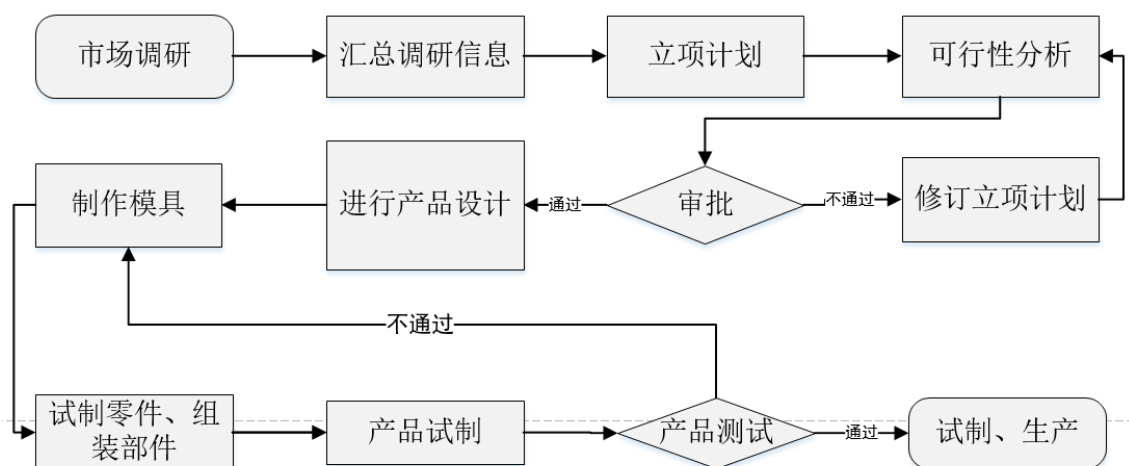 市场调研
汇总调研信息
立项计划
可行性分析
制作模具
进行产品设计
通过
审批
不通过
修订立项计划
不通过
试制零件、组
装部件
产品试制
产品测试
通过
试制、生产